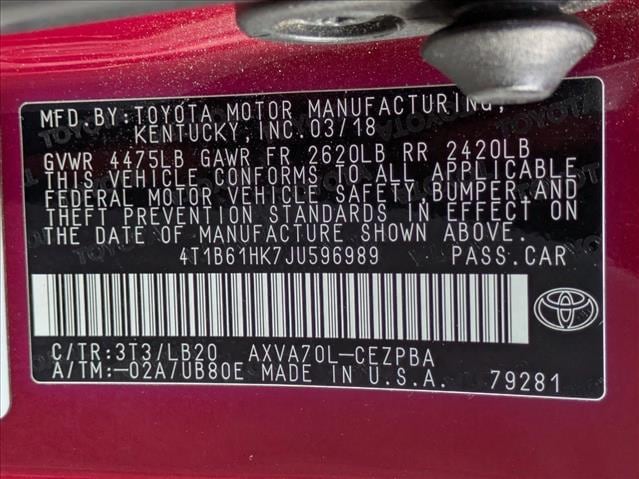 MFD. BY: TOYOTA MOTOR MANUFACTURING,
KENTUCKY, INC. 03/18
GVWR 4475LB GAWR FR 2620LB RR 2420LB
THIS VEHICLE CONFORMS TO ALL APPLICABLE
FEDERAL MOTOR VEHICLE SAFETY, BUMPER, AND
THEFT PREVENTION STANDARDS IN EFFECT ON
THE DATE OF MANUFACTURE SHOWN ABOVE.
4T1B61HK7JU596989 PASS. CAR
C/TR: 3T3/LB20 AXVA70L-CEZPBA
A/TM: -02A/UB80E MADE IN U.S.A. 79281